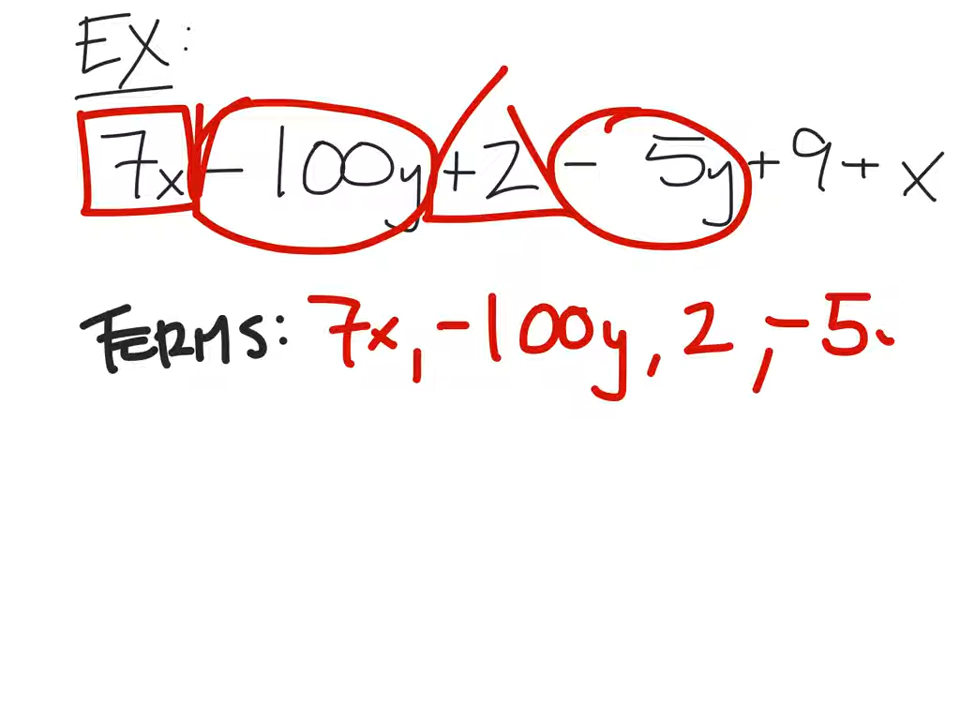 EX:
7x - 100y + 2 - 5y + 9 + x
TERMS: 7x, -100y, 2, -5